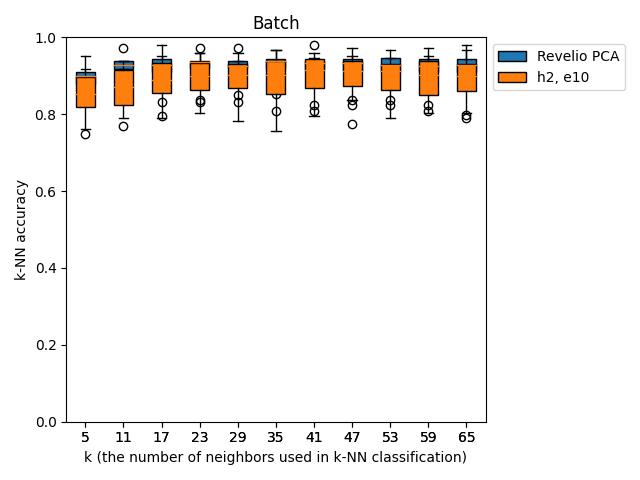 Batch
1.0
0.8
0.6
0.4
0.2
0.0
k-NN accuracy
5 11 17 23 29 35 41 47 53 59 65
k (the number of neighbors used in k-NN classification)
Revelio PCA
h2, e10